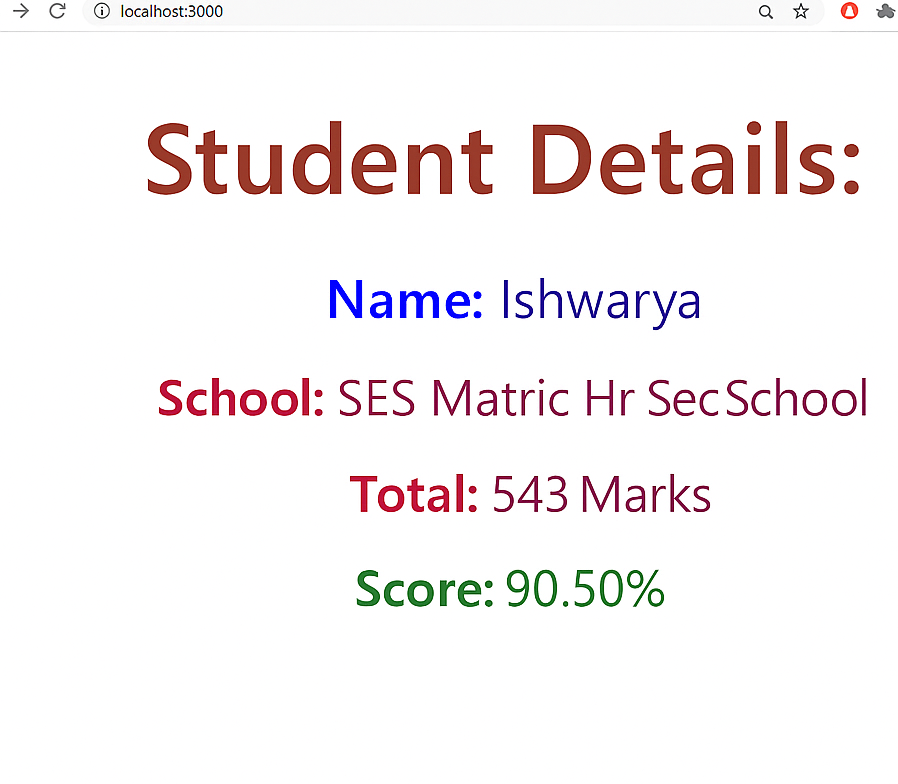 localhost:3000
Student Details:
Name: Ishwarya
School: SES Matric Hr Sec School
Total: 543 Marks
Score: 90.50%